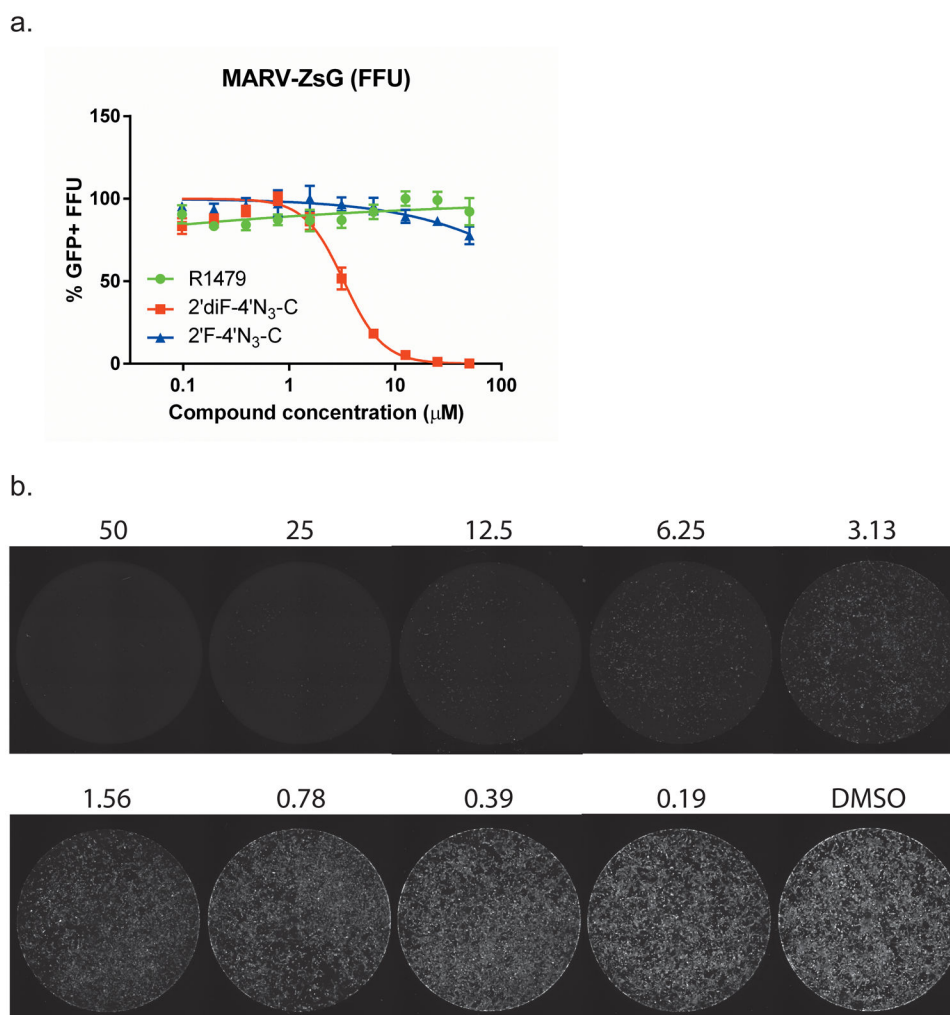 a.
MARV-ZsG (FFU)
150
100
50
0
% GFP+ FFU
R1479
2'diF-4'N₃-C
2'F-4'N₃-C
0.1 1 10 100
Compound concentration (μM)
b.
50 25 12.5 6.25 3.13
1.56 0.78 0.39 0.19 DMSO